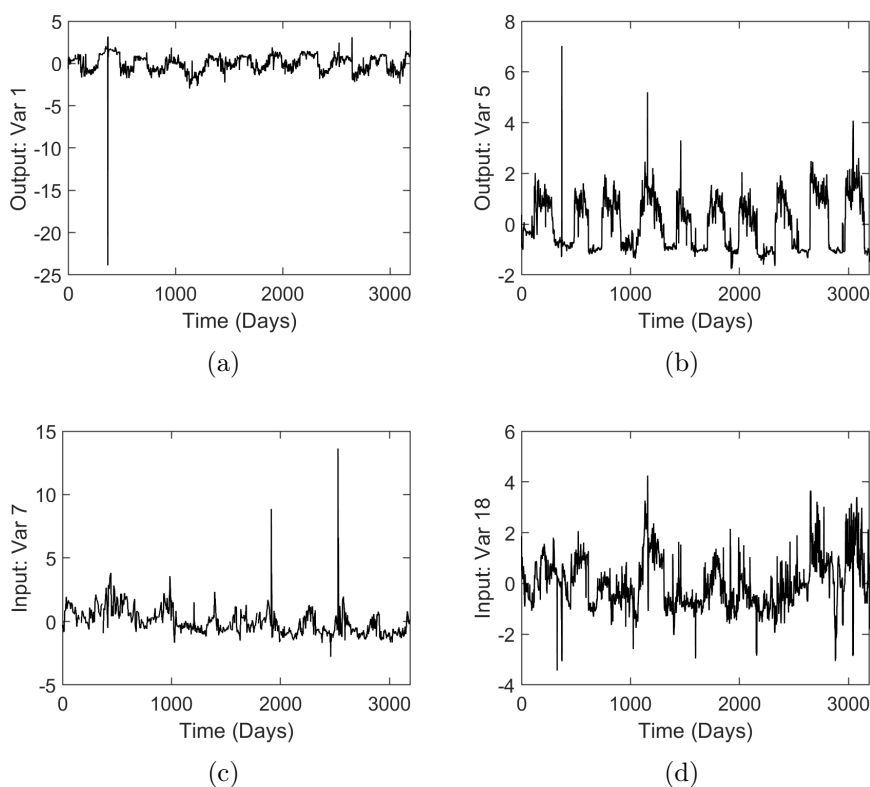 5
0
-5
-10
-15
-20
-25
Output: Var 1
0 1000 2000 3000
Time (Days)
(a)
8
6
4
2
0
-2
Output: Var 5
0 1000 2000 3000
Time (Days)
(b)
15
10
5
0
-5
Input: Var 7
0 1000 2000 3000
Time (Days)
(c)
6
4
2
0
-2
-4
Input: Var 18
0 1000 2000 3000
Time (Days)
(d)